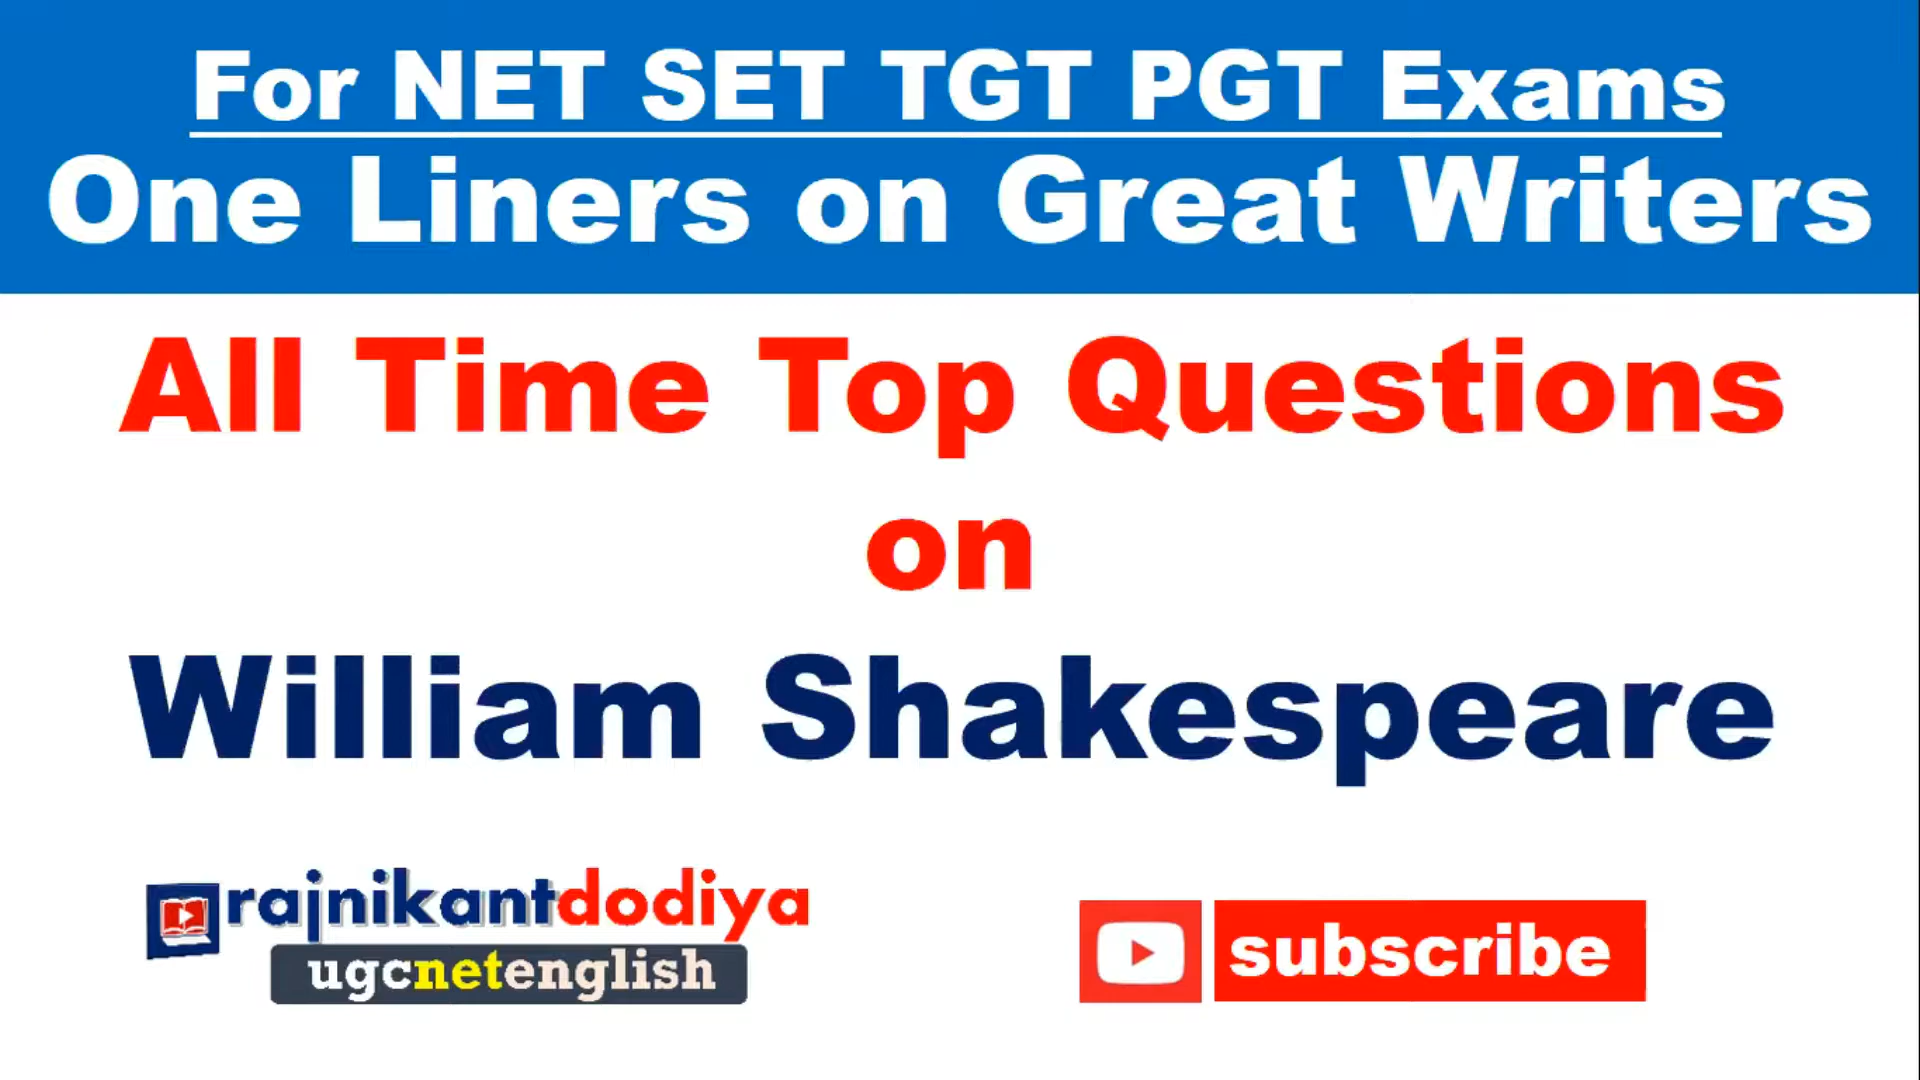 For NET SET TGT PGT Exams
One Liners on Great Writers
All Time Top Questions
on
William Shakespeare
rajnikantdodiya
ugcnetenglish
subscribe